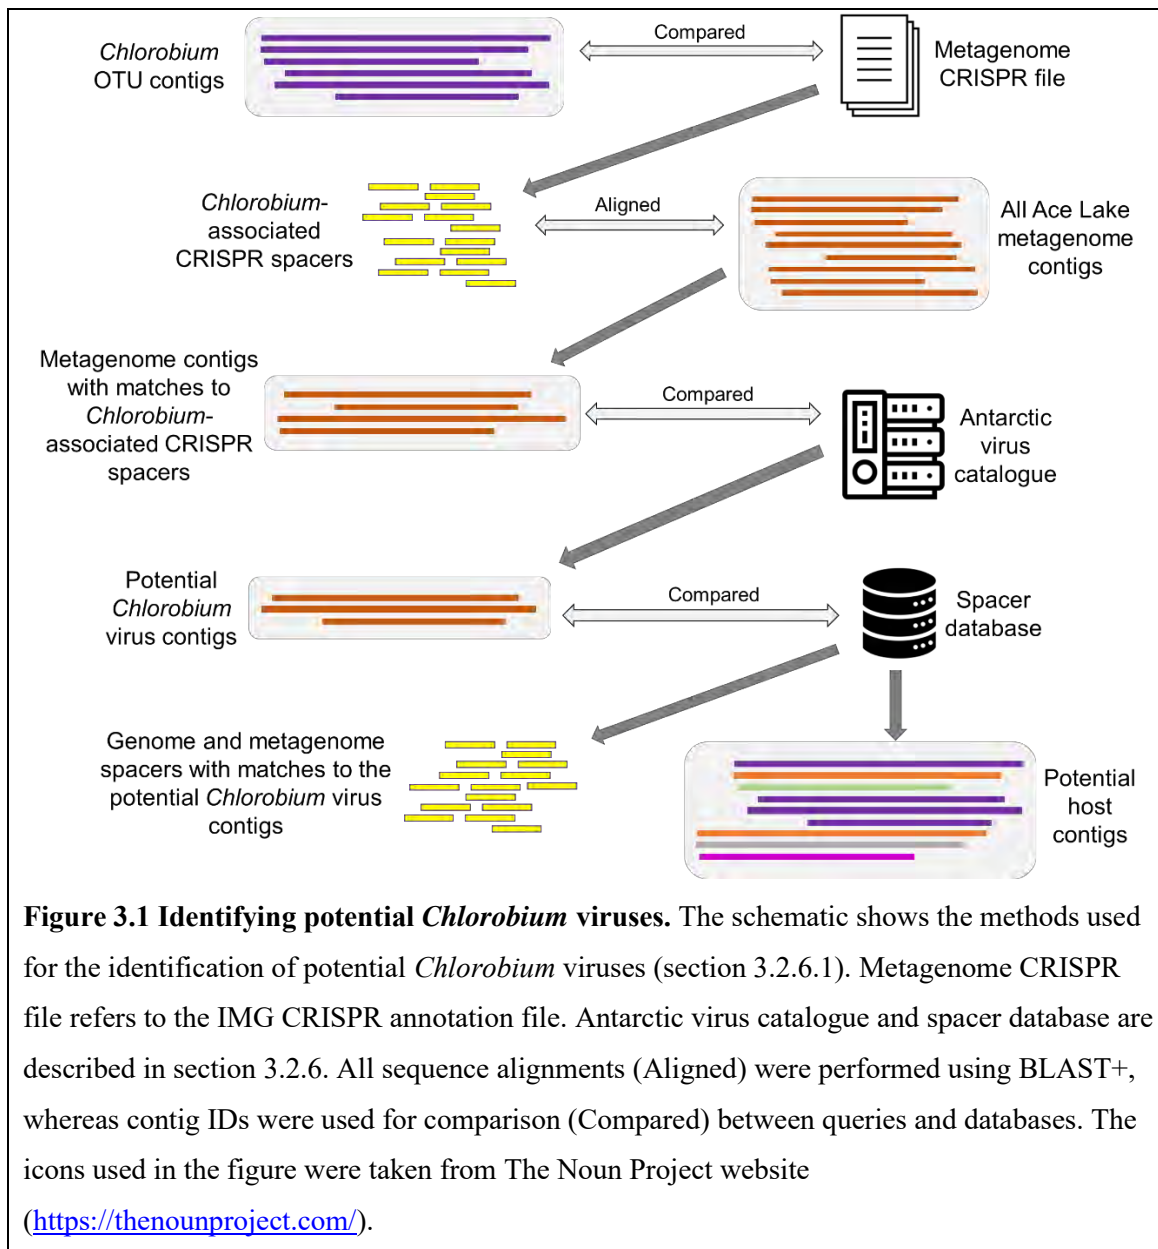 Chlorobium
OTU contigs
Compared
Metagenome
CRISPR file
Chlorobium-
associated
CRISPR spacers
Aligned
All Ace Lake
metagenome
contigs
Metagenome contigs
with matches to
Chlorobium-
associated CRISPR
spacers
Compared
Antarctic
virus
catalogue
Potential
Chlorobium
virus contigs
Compared
Spacer
database
Genome and metagenome
spacers with matches to the
potential Chlorobium virus
contigs
Potential
host
contigs
Figure 3.1 Identifying potential Chlorobium viruses. The schematic shows the methods used
for the identification of potential Chlorobium viruses (section 3.2.6.1). Metagenome CRISPR
file refers to the IMG CRISPR annotation file. Antarctic virus catalogue and spacer database are
described in section 3.2.6. All sequence alignments (Aligned) were performed using BLAST+,
whereas contig IDs were used for comparison (Compared) between queries and databases. The
icons used in the figure were taken from The Noun Project website
(https://thenounproject.com/).